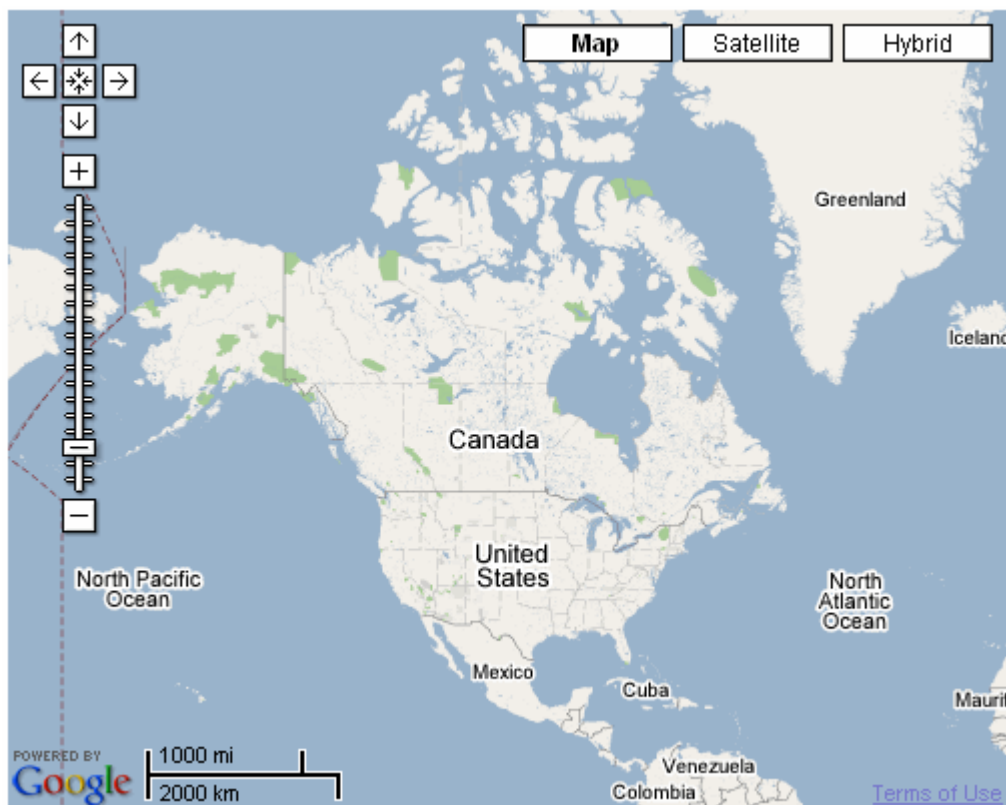 Map
Satellite
Hybrid
Greenland
Iceland
Canada
United
States
North Pacific
Ocean
North
Atlantic
Ocean
Mexico
Cuba
Maurit
Venezuela
Colombia
POWERED BY
Google
1000 mi
2000 km
Terms of Use